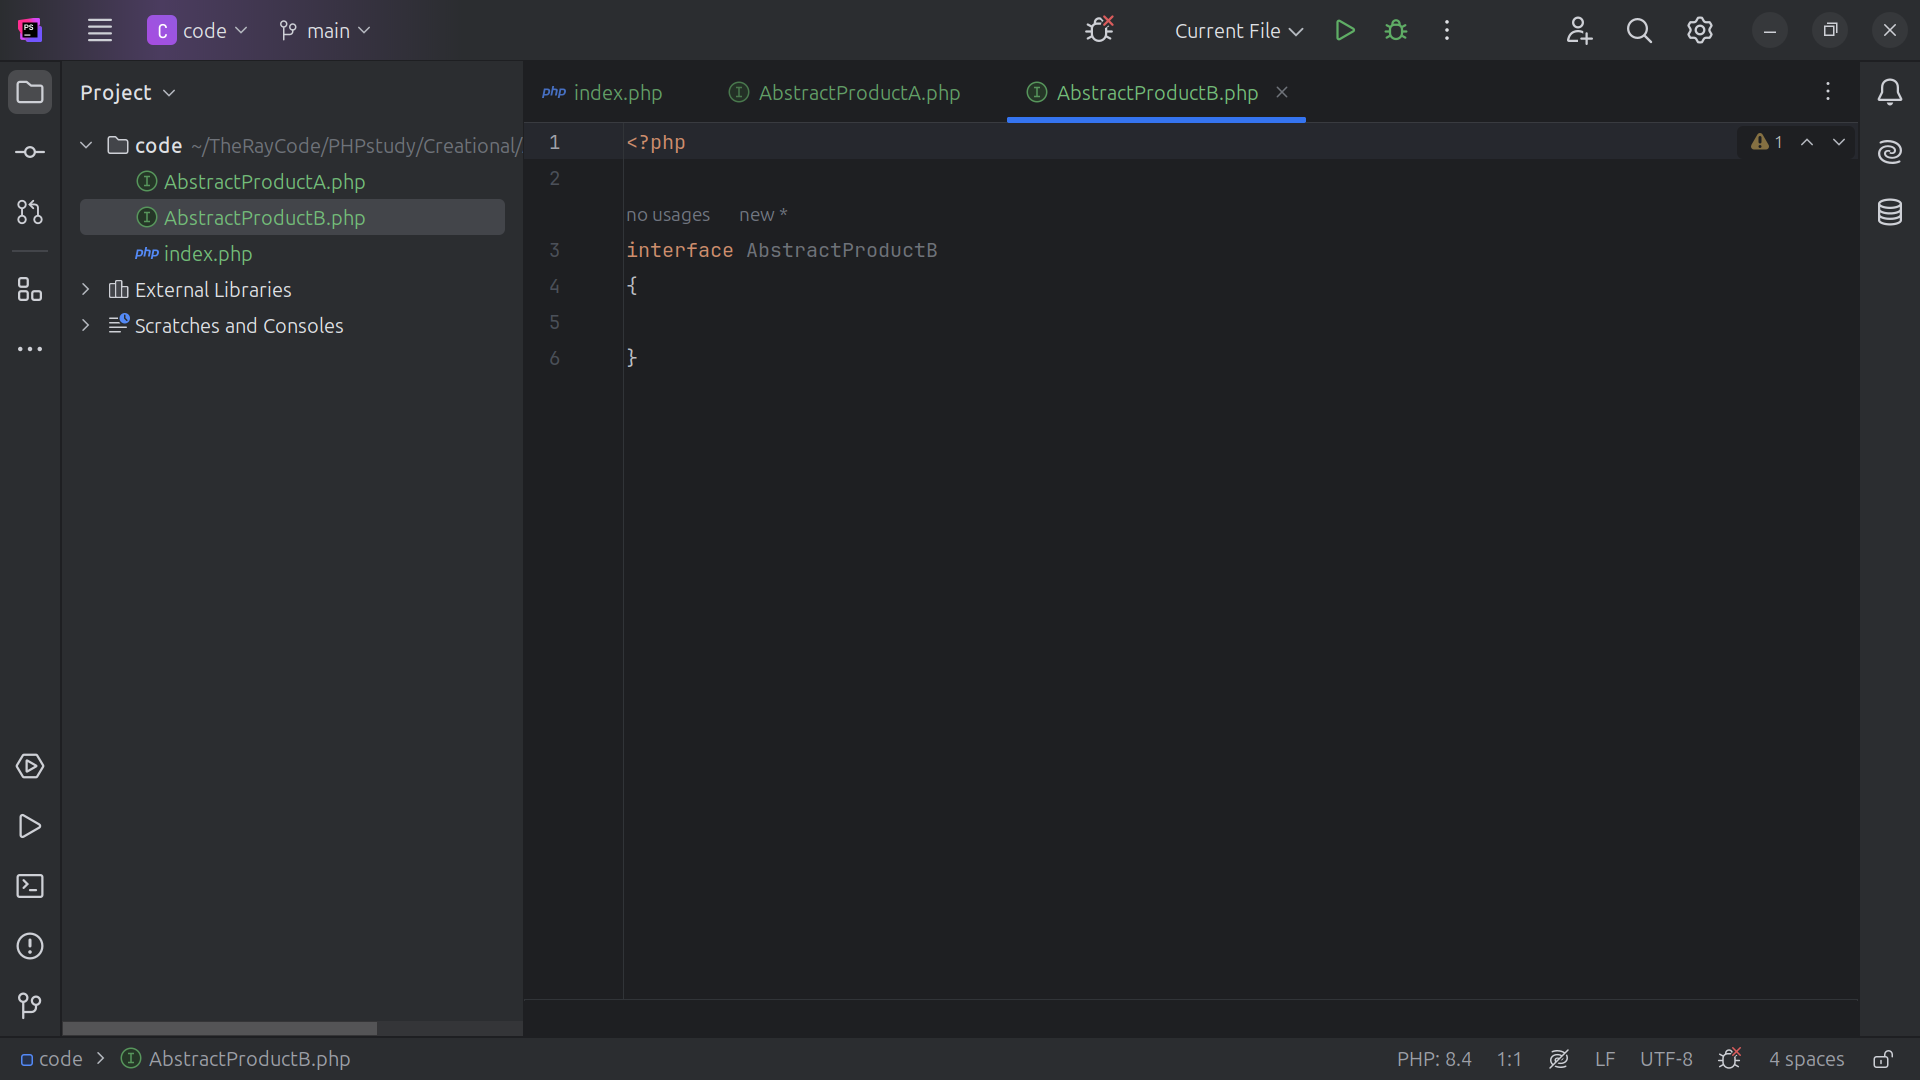 PS
C code main
Current File
Project
index.php
AbstractProductA.php
AbstractProductB.php
code ~/TheRayCode/PHPstudy/Creational/
AbstractProductA.php
AbstractProductB.php
php index.php
External Libraries
Scratches and Consoles
1 <?php
1
2
no usages new *
3 interface AbstractProductB
4 {
5
6 }
code > AbstractProductB.php
PHP: 8.4 1:1 LF UTF-8 4 spaces